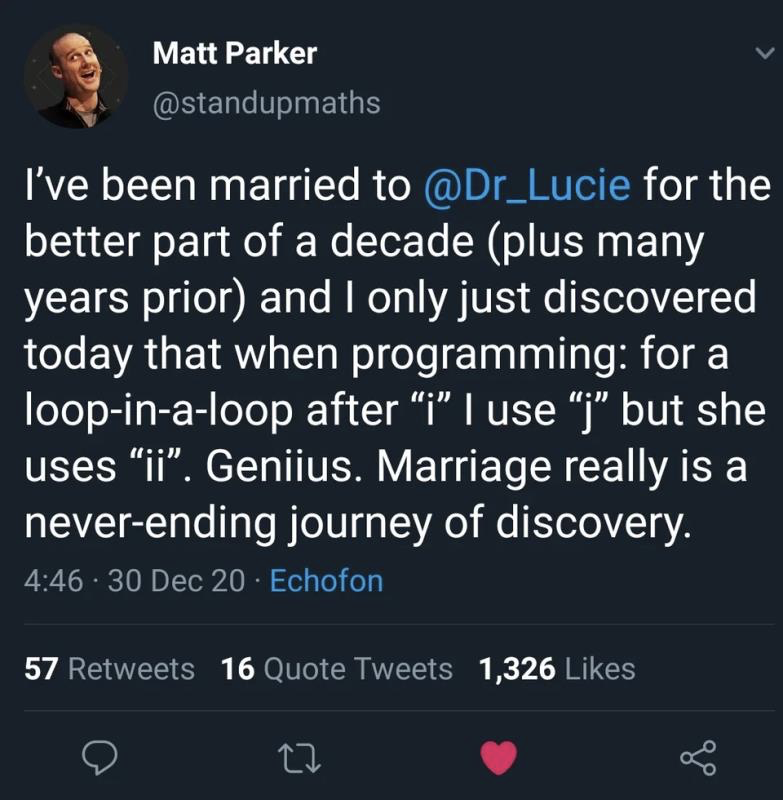 Matt Parker
@standupmaths
I’ve been married to @Dr_Lucie for the
better part of a decade (plus many
years prior) and I only just discovered
today that when programming: for a
loop-in-a-loop after “i” I use “j” but she
uses “ii”. Geniius. Marriage really is a
never-ending journey of discovery.
4:46 · 30 Dec 20 · Echofon
57 Retweets 16 Quote Tweets 1,326 Likes